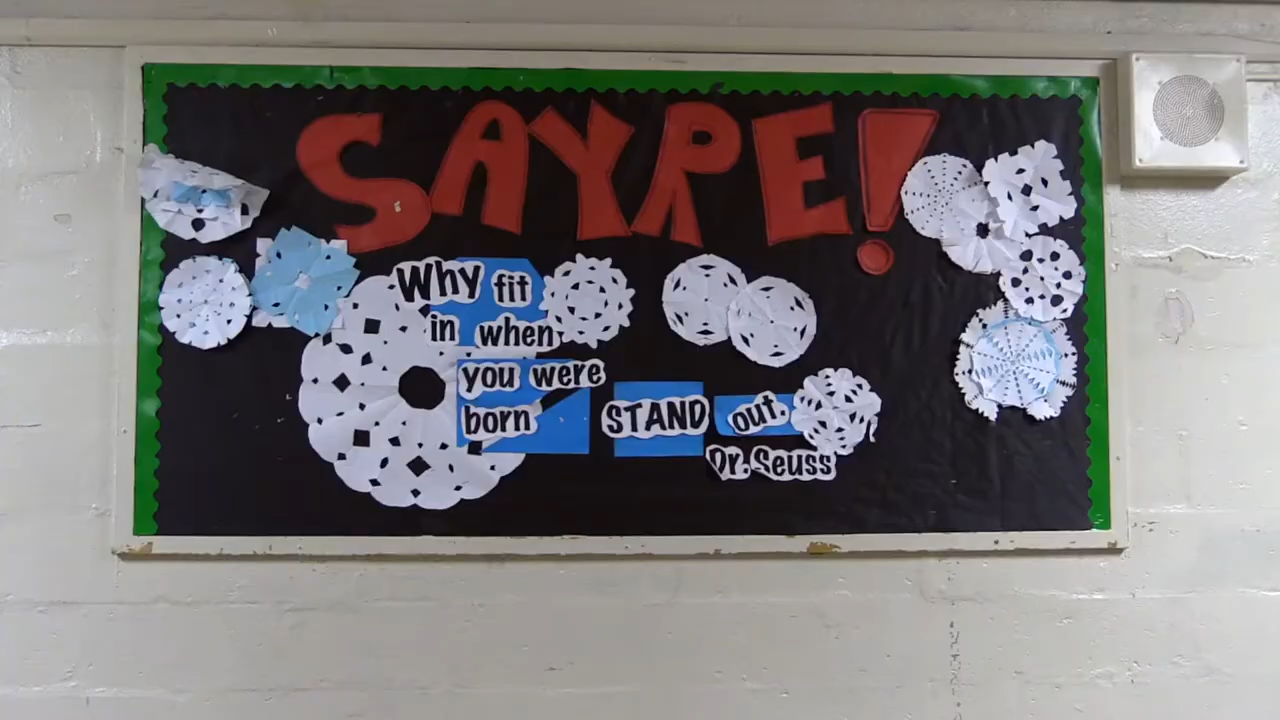 SAYRE!
Why fit
in when
you were
born STAND out.
Dr. Seuss